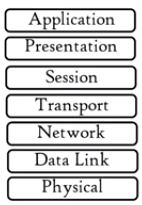 Application
Presentation
Session
Transport
Network
Data Link
Physical